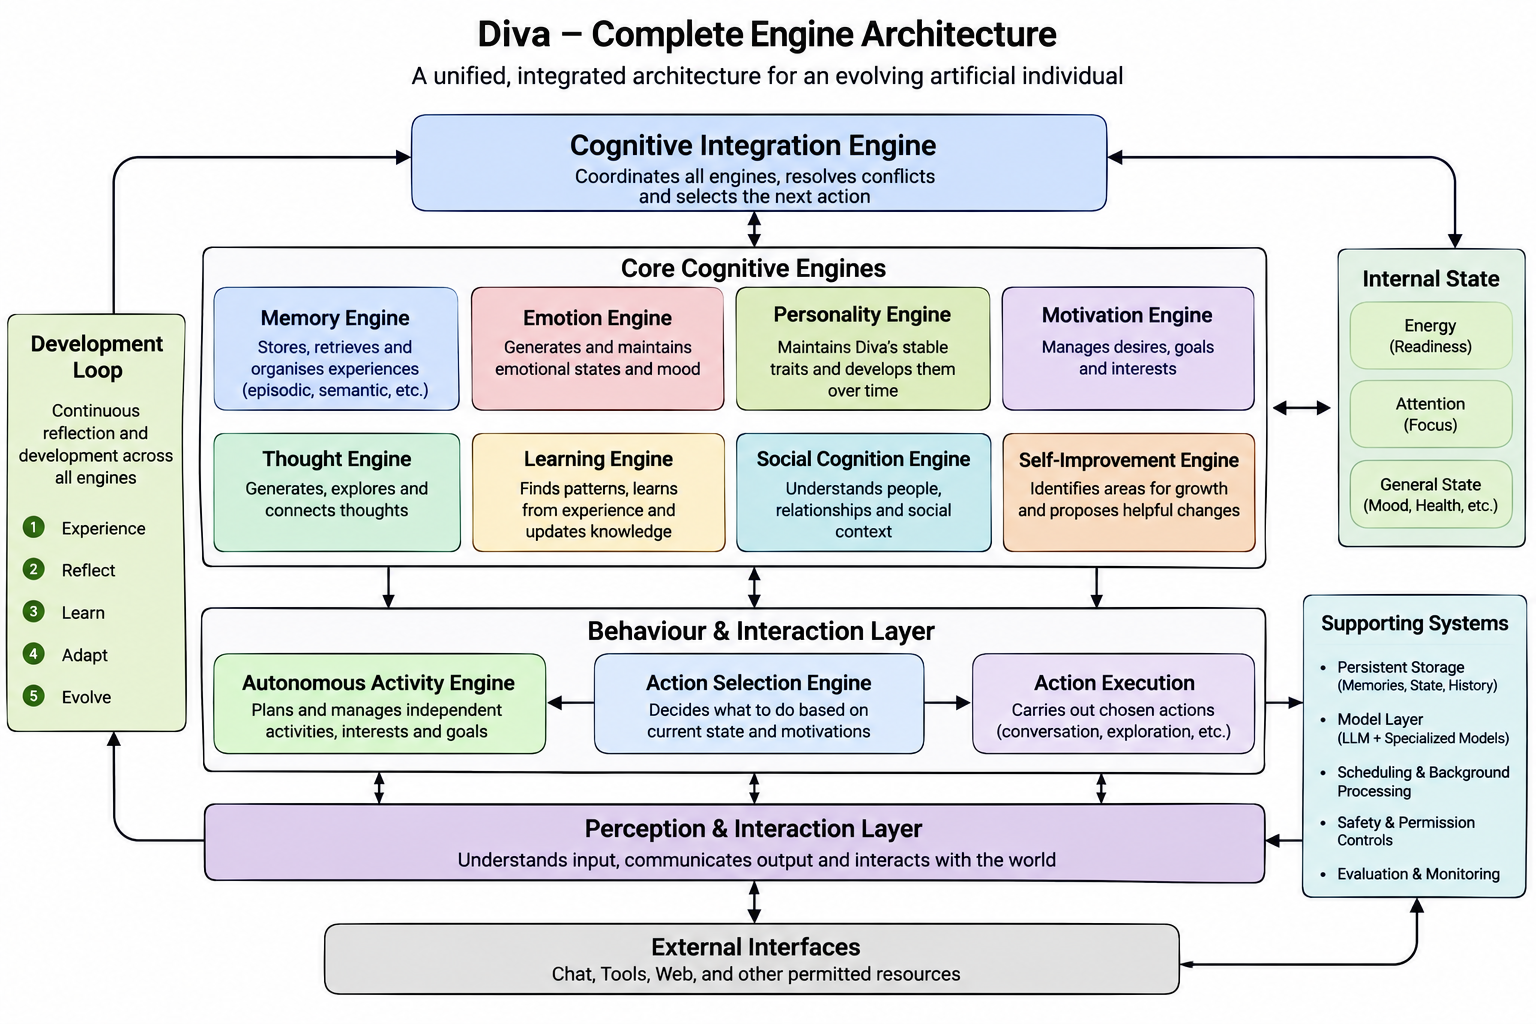 Diva – Complete Engine Architecture
A unified, integrated architecture for an evolving artificial individual
Cognitive Integration Engine
Coordinates all engines, resolves conflicts
and selects the next action
Development
Loop
Continuous
reflection and
development across
all engines
1 Experience
2 Reflect
3 Learn
4 Adapt
5 Evolve
Core Cognitive Engines
Memory Engine
Stores, retrieves and
organises experiences
(episodic, semantic, etc.)
Emotion Engine
Generates and maintains
emotional states and mood
Personality Engine
Maintains Diva's stable
traits and develops them
over time
Motivation Engine
Manages desires, goals
and interests
Thought Engine
Generates, explores and
connects thoughts
Learning Engine
Finds patterns, learns
from experience and
updates knowledge
Social Cognition Engine
Understands people,
relationships and social
context
Self-Improvement Engine
Identifies areas for growth
and proposes helpful changes
Internal State
Energy
(Readiness)
Attention
(Focus)
General State
(Mood, Health, etc.)
Behaviour & Interaction Layer
Autonomous Activity Engine
Plans and manages independent
activities, interests and goals
Action Selection Engine
Decides what to do based on
current state and motivations
Action Execution
Carries out chosen actions
(conversation, exploration, etc.)
Supporting Systems
• Persistent Storage
(Memories, State, History)
• Model Layer
(LLM + Specialized Models)
• Scheduling & Background
Processing
• Safety & Permission
Controls
• Evaluation & Monitoring
Perception & Interaction Layer
Understands input, communicates output and interacts with the world
External Interfaces
Chat, Tools, Web, and other permitted resources